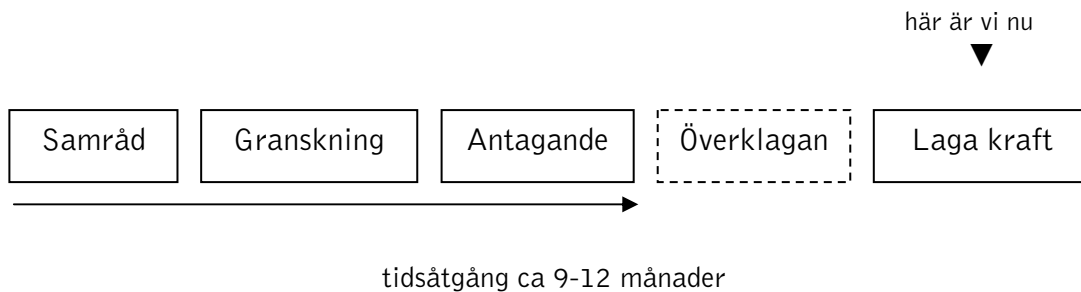 här är vi nu
Samråd Granskning Antagande Överklagan Laga kraft
tidsåtgång ca 9-12 månader